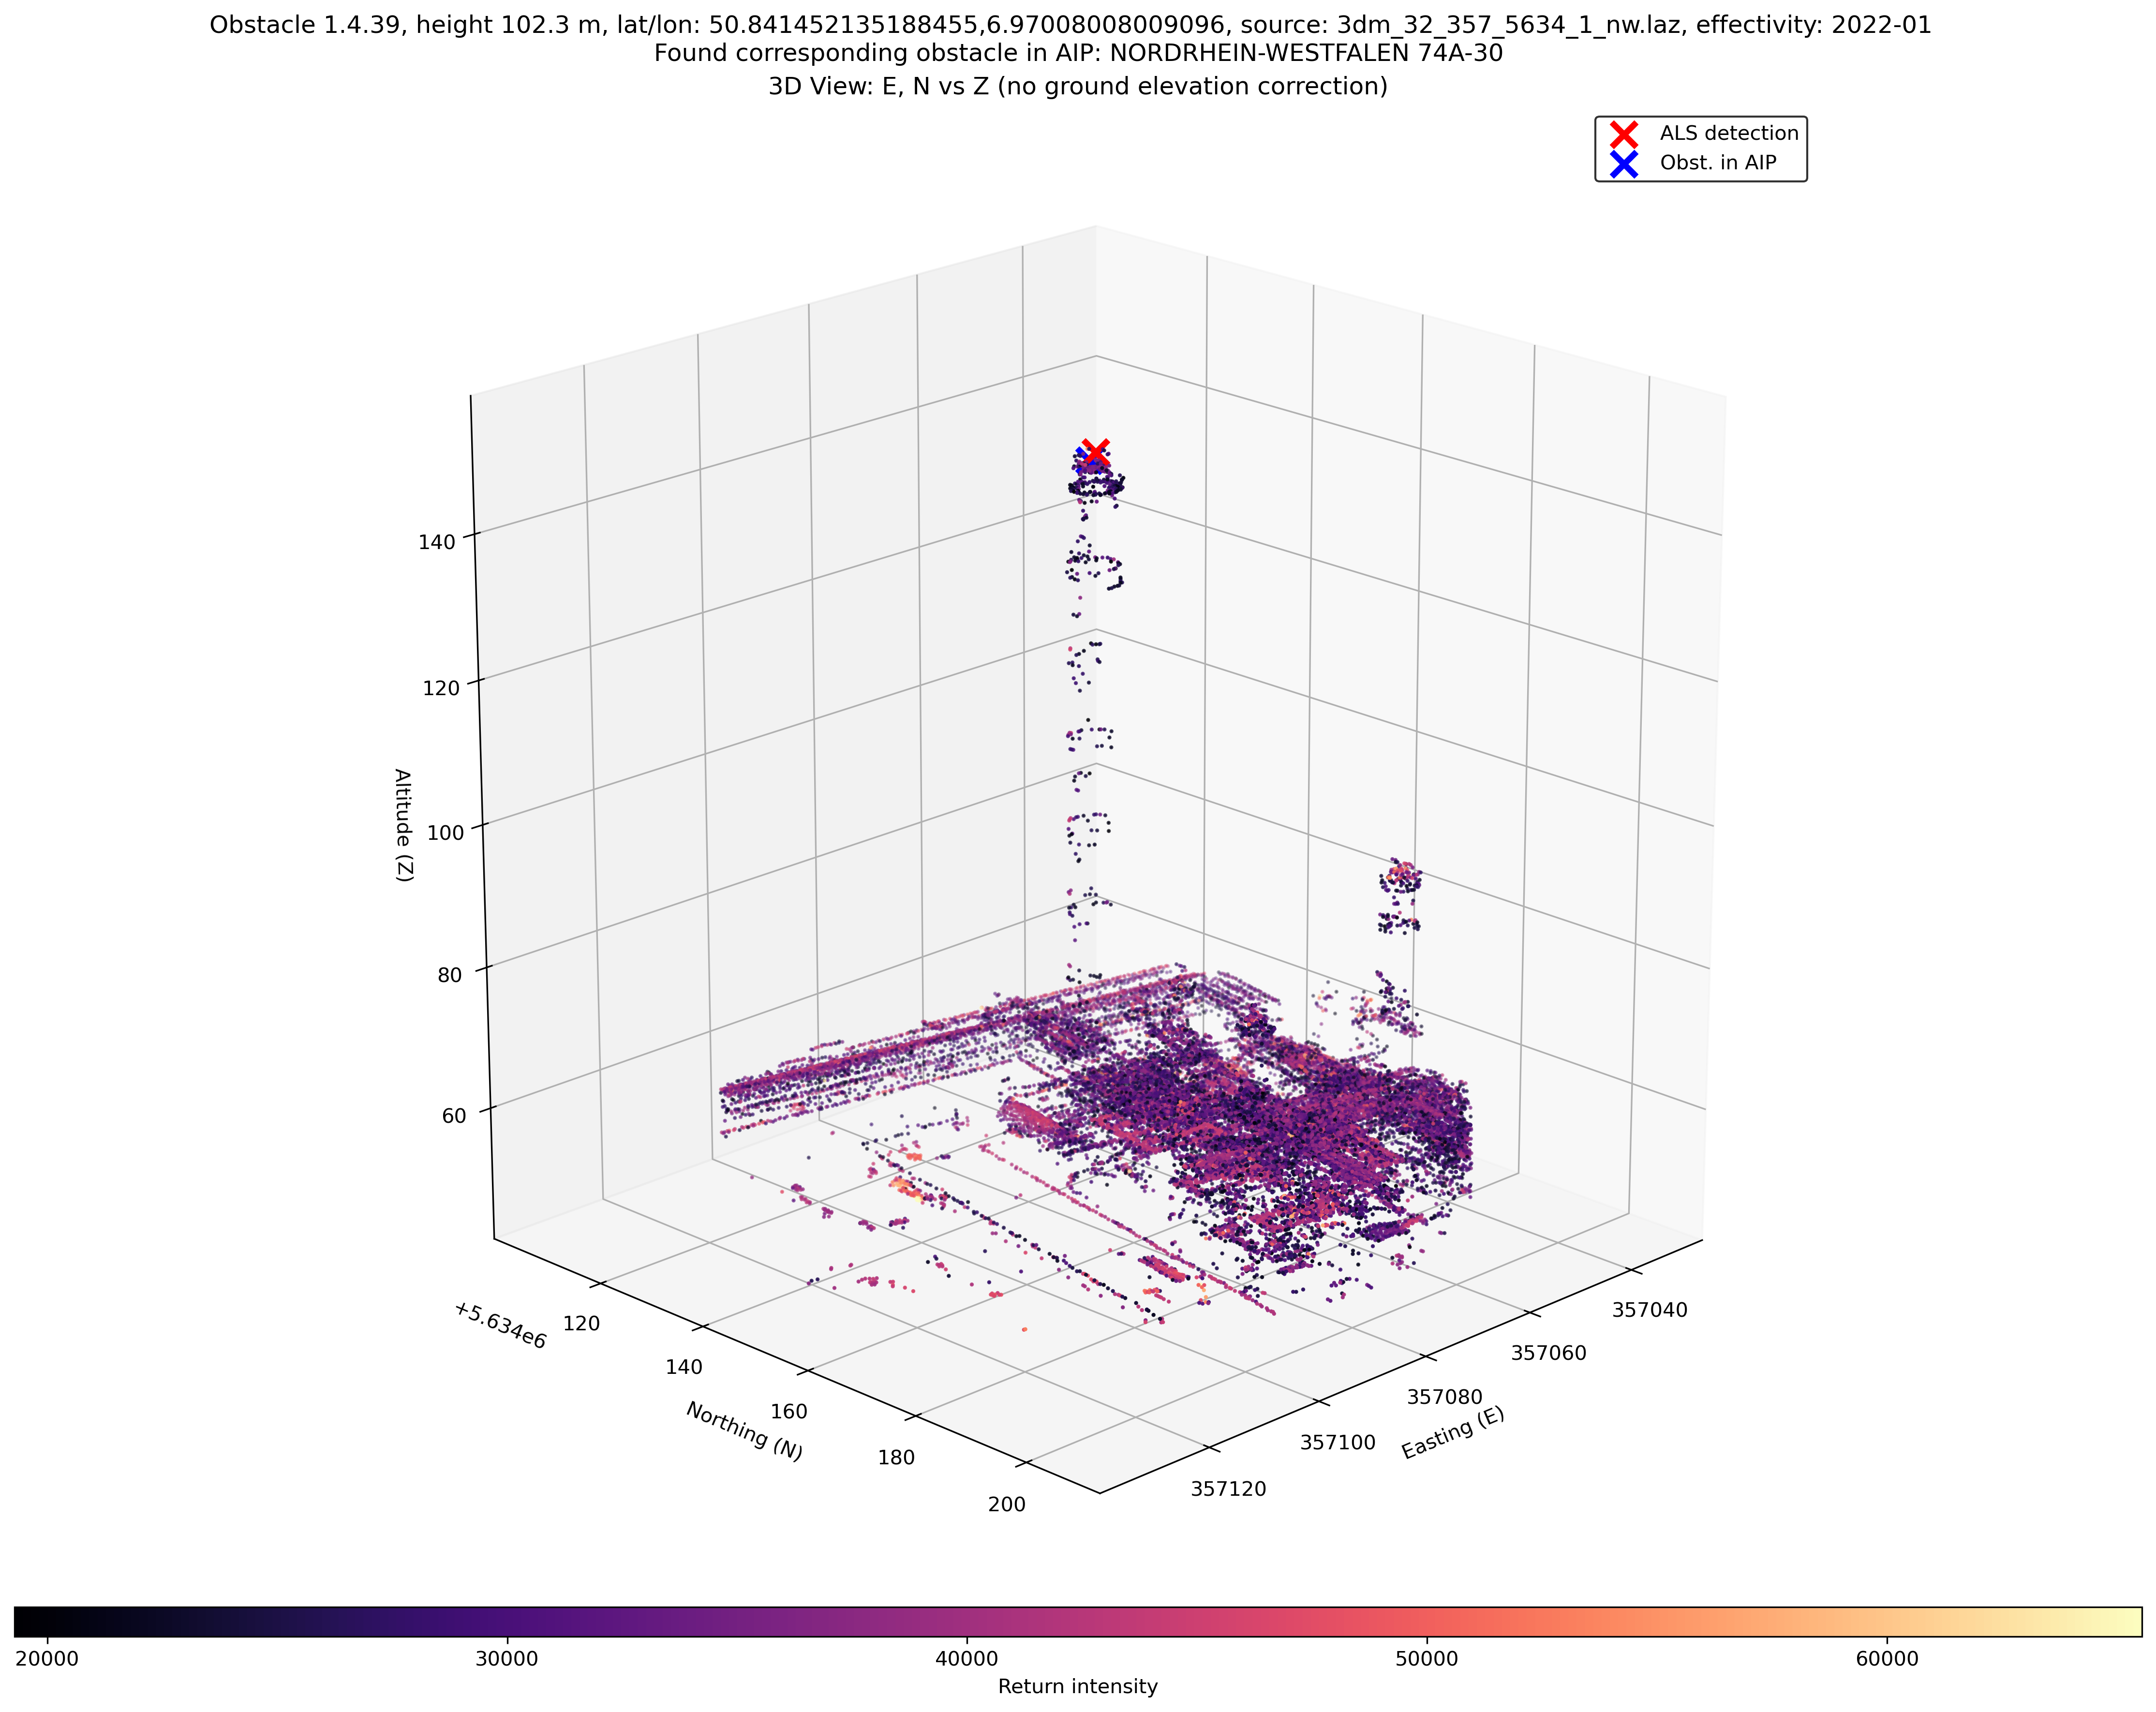 Obstacle 1.4.39, height 102.3 m, lat/lon: 50.841452135188455,6.97008008009096, source: 3dm_32_357_5634_1_nw.laz, effectivity: 2022-01
Found corresponding obstacle in AIP: NORDRHEIN-WESTFALEN 74A-30
3D View: E, N vs Z (no ground elevation correction)
ALS detection
Obst. in AIP
140
120
100
80
60
Altitude (Z)
+5.634e6
120
140
160
180
200
Northing (N)
357040
357060
357080
357100
357120
Easting (E)
20000
30000
40000
50000
60000
Return intensity